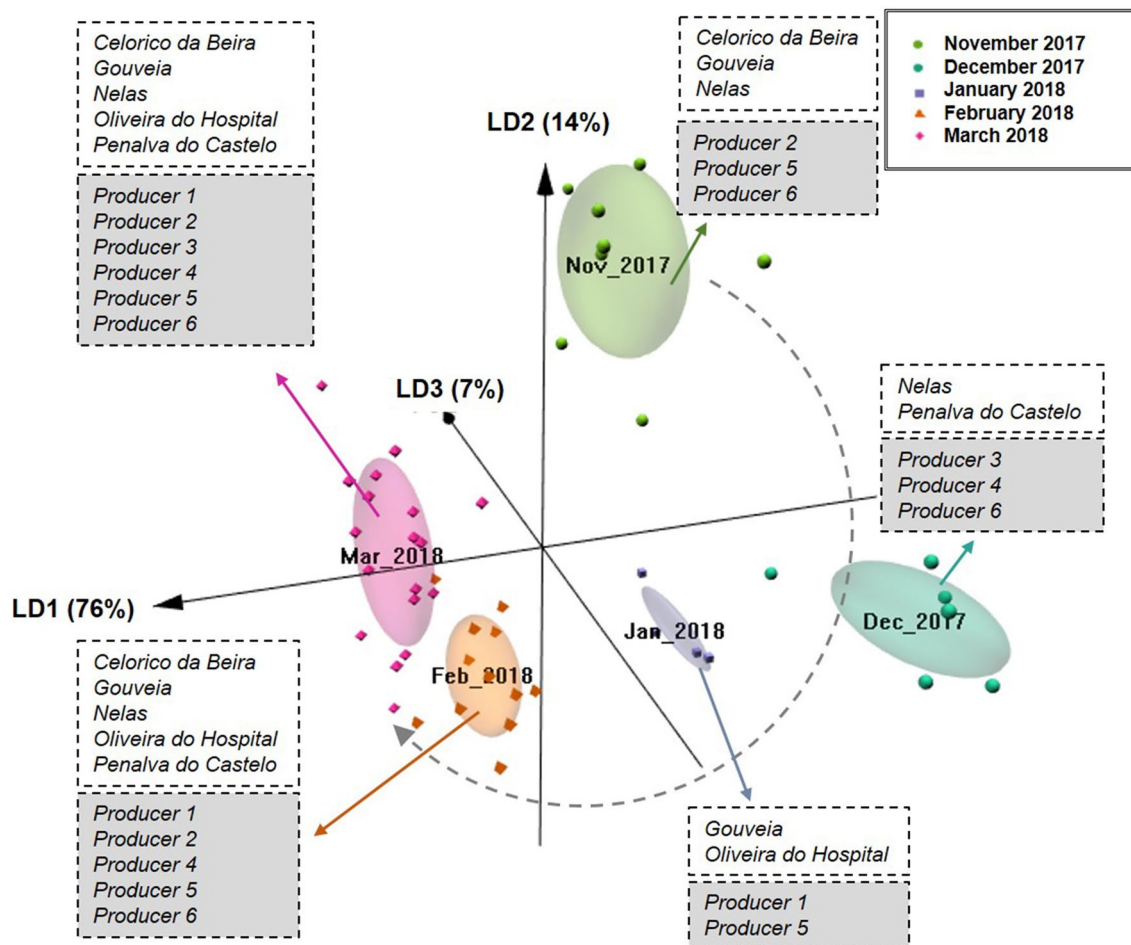 Celorico da Beira
Gouveia
Nelas
Oliveira do Hospital
Penalva do Castelo
Producer 1
Producer 2
Producer 3
Producer 4
Producer 5
Producer 6
LD2 (14%)
Celorico da Beira
Gouveia
Nelas
Producer 2
Producer 5
Producer 6
November 2017
December 2017
January 2018
February 2018
March 2018
Nov_2017
LD3 (7%)
Nelas
Penalva do Castelo
Producer 3
Producer 4
Producer 6
Mar_2018
LD1 (76%)
Jan_2018
Dec_2017
Feb_2018
Celorico da Beira
Gouveia
Nelas
Oliveira do Hospital
Penalva do Castelo
Producer 1
Producer 2
Producer 4
Producer 5
Producer 6
Gouveia
Oliveira do Hospital
Producer 1
Producer 5